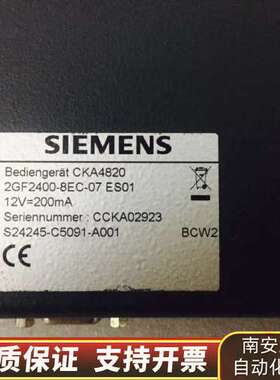 SIEMENS
Bediengerät CKA4820
2GF2400-8EC-07 ES01
12V=200mA
Seriennummer : CCKA02923
S24245-C5091-A001 BCW2
CE
质保证 支持开票
南安
自动化